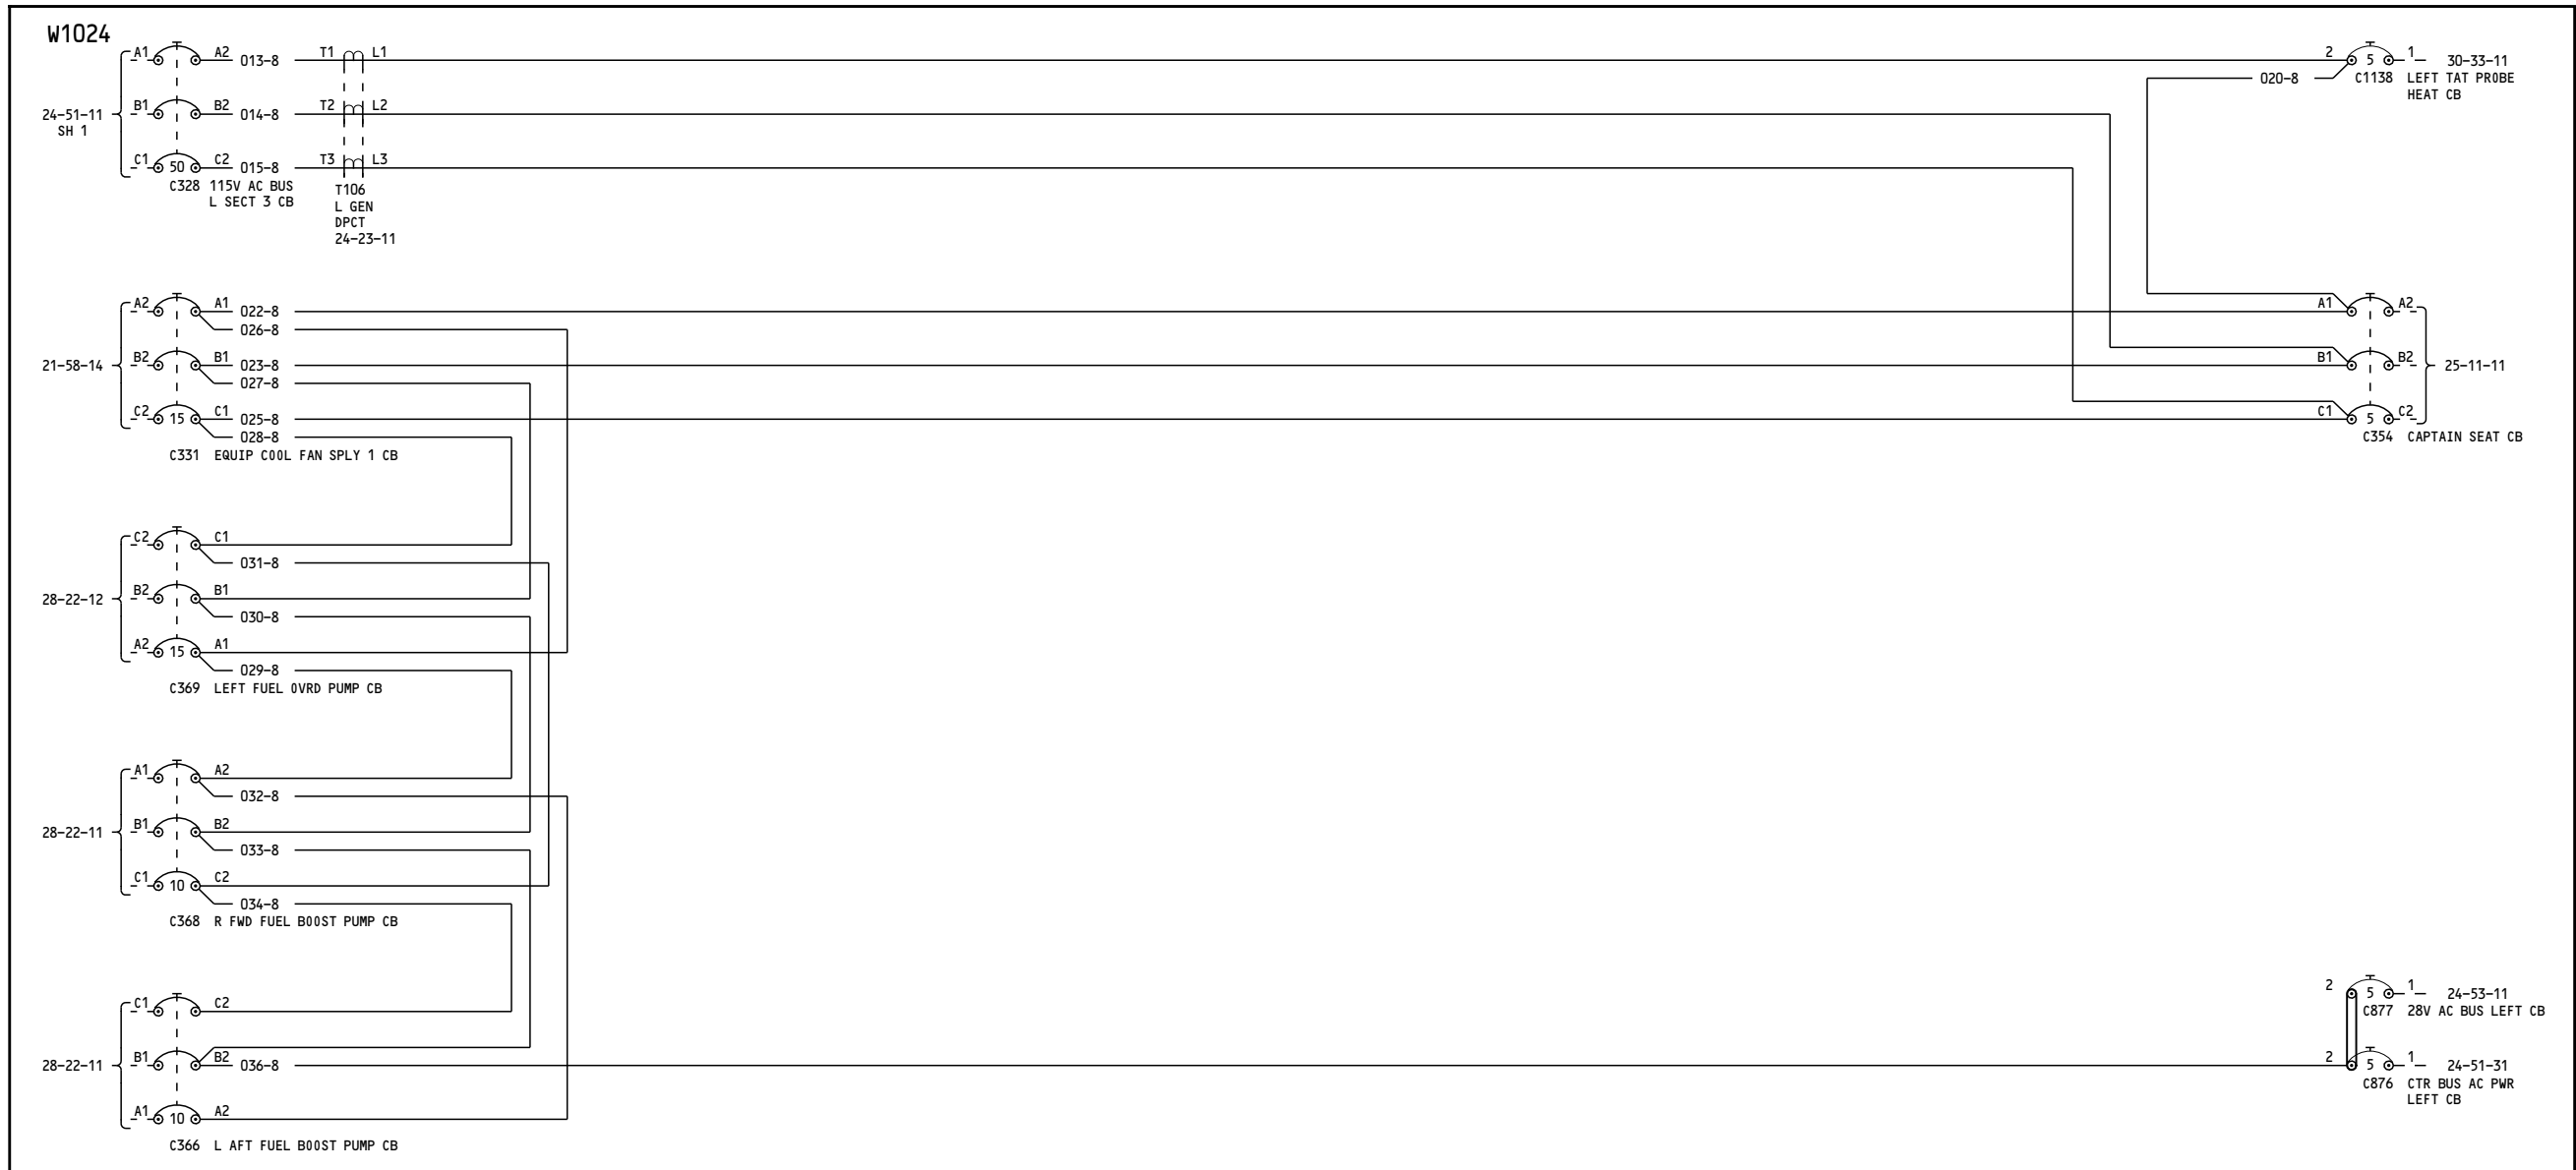 W1024
A1 A2 013-8 T1 L1 2 5 1 30-33-11
020-8 C1138 LEFT TAT PROBE
HEAT CB
B1 B2 014-8 T2 L2
24-51-11
SH 1
C1 50 C2 015-8 T3 L3
C328 115V AC BUS
L SECT 3 CB
T106
L GEN
DPCT
24-23-11
A2 A1 022-8 A1 A2
026-8
21-58-14 B2 B1 023-8 B1 B2 25-11-11
027-8
C2 15 C1 025-8 C1 5 C2
028-8 C354 CAPTAIN SEAT CB
C331 EQUIP COOL FAN SPLY 1 CB
C2 C1
031-8
28-22-12 B2 B1
030-8
A2 15 A1
029-8
C369 LEFT FUEL OVRD PUMP CB
A1 A2
032-8
28-22-11 B1 B2
033-8
C1 10 C2
034-8
C368 R FWD FUEL BOOST PUMP CB
2 5 1 24-53-11
C877 28V AC BUS LEFT CB
C1 C2
28-22-11 B1 B2 036-8 2 5 1 24-51-31
C876 CTR BUS AC PWR
LEFT CB
A1 10 A2
C366 L AFT FUEL BOOST PUMP CB